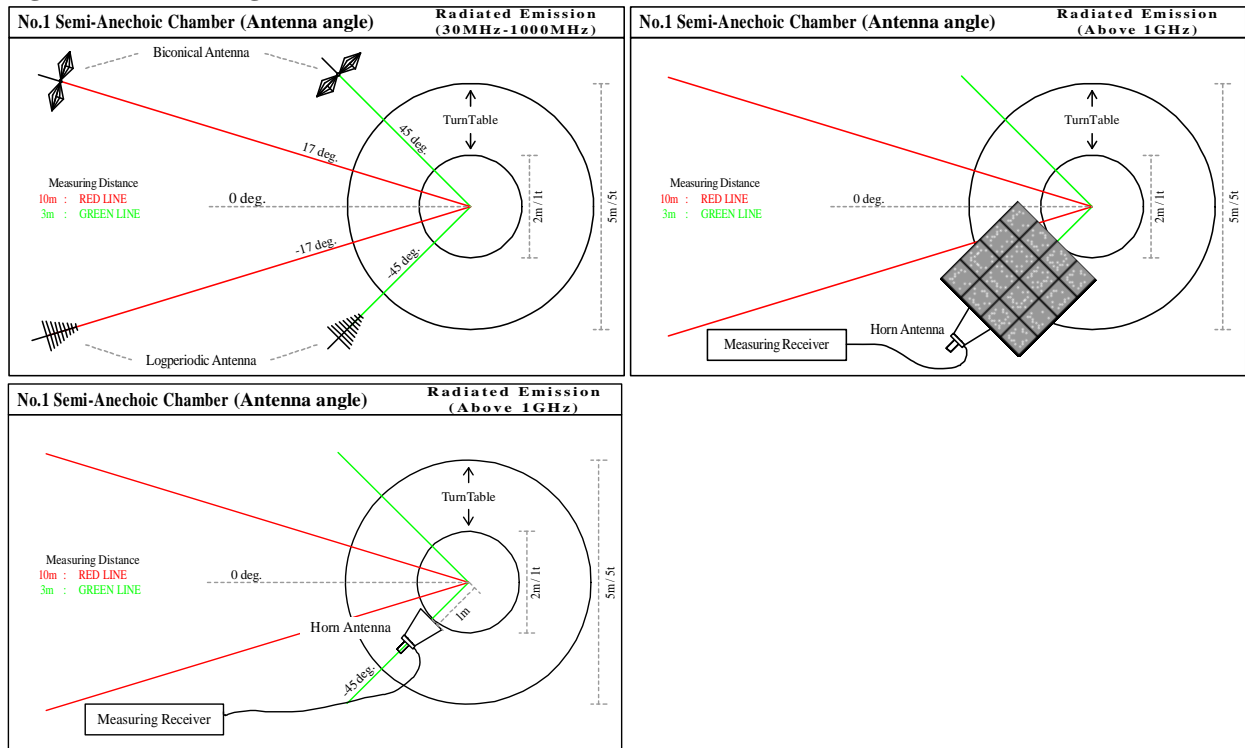 No.1 Semi-Anechoic Chamber (Antenna angle)
Radiated Emission
(30MHz-1000MHz)
Biconical Antenna
TurnTable
45 deg.
17 deg.
Measuring Distance
10m : RED LINE
3m : GREEN LINE
0 deg.
2m / 1t
5m / 5t
-17 deg.
-45 deg.
Logperiodic Antenna
No.1 Semi-Anechoic Chamber (Antenna angle)
Radiated Emission
(Above 1GHz)
TurnTable
Measuring Distance
10m : RED LINE
3m : GREEN LINE
0 deg.
2m / 1t
5m / 5t
Horn Antenna
Measuring Receiver
No.1 Semi-Anechoic Chamber (Antenna angle)
Radiated Emission
(Above 1GHz)
TurnTable
Measuring Distance
10m : RED LINE
3m : GREEN LINE
0 deg.
2m / 1t
5m / 5t
1m
Horn Antenna
-45 deg.
Measuring Receiver